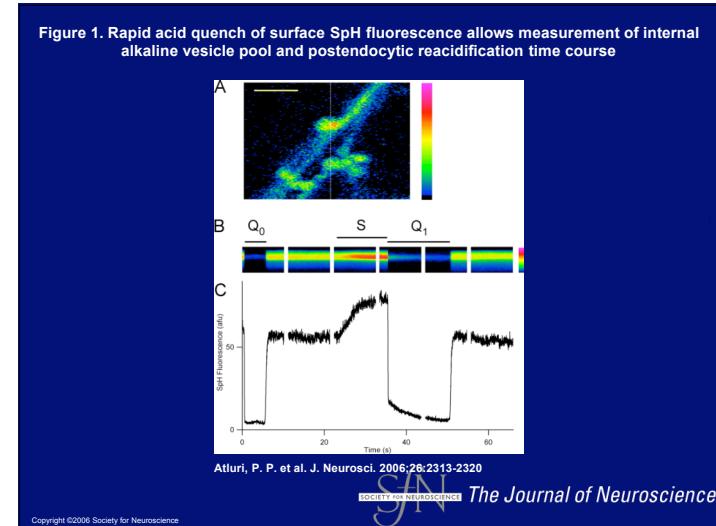 Figure 1. Rapid acid quench of surface SpH fluorescence allows measurement of internal
alkaline vesicle pool and postendocytic reacidification time course
A
B
Q0
S
Q1
C
50
0
SpH Fluorescence (afu)
0
20
40
60
Time (s)
Atluri, P. P. et al. J. Neurosci. 2006;26:2313-2320
SfN
SOCIETY FOR NEUROSCIENCE
The Journal of Neuroscience
Copyright ©2006 Society for Neuroscience